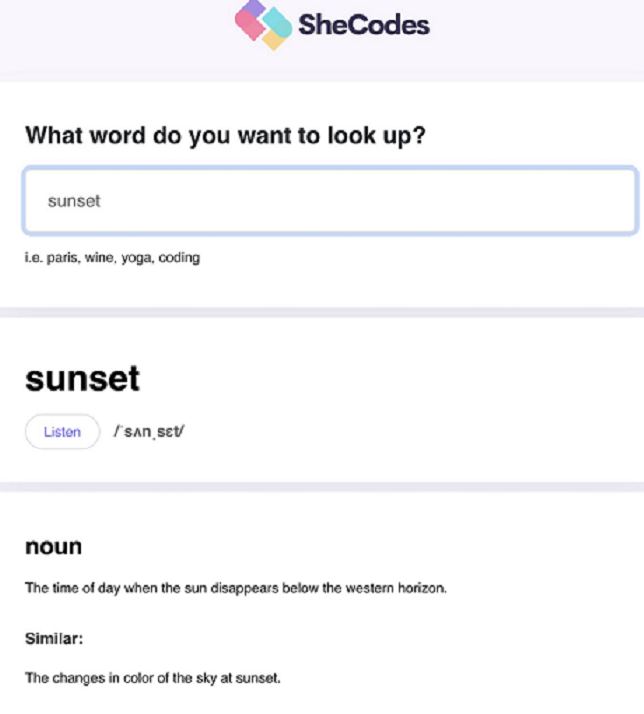 SheCodes
What word do you want to look up?
sunset
i.e. paris, wine, yoga, coding
sunset
Listen /ˈsʌnˌsɛt/
noun
The time of day when the sun disappears below the western horizon.
Similar:
The changes in color of the sky at sunset.